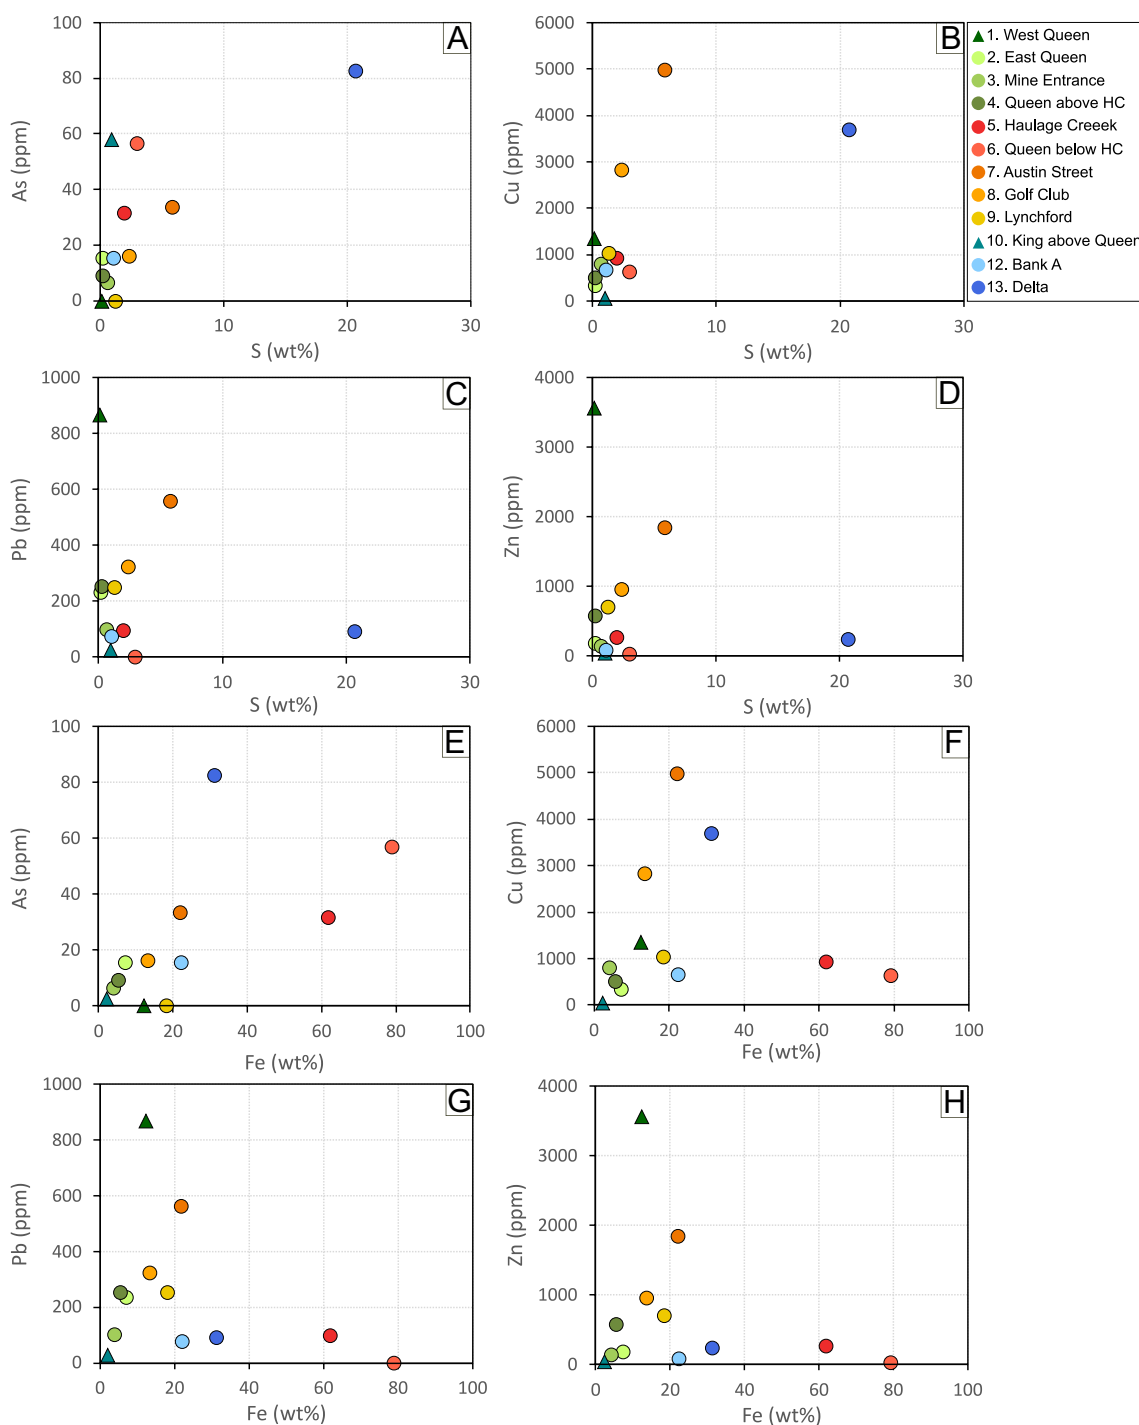 A
100
80
60
40
20
0
As (ppm)
0 10 20 30
S (wt%)
B
6000
5000
4000
3000
2000
1000
0
Cu (ppm)
0 10 20 30
S (wt%)
1. West Queen
2. East Queen
3. Mine Entrance
4. Queen above HC
5. Haulage Creeek
6. Queen below HC
7. Austin Street
8. Golf Club
9. Lynchford
10. King above Queen
12. Bank A
13. Delta
C
1000
800
600
400
200
0
Pb (ppm)
0 10 20 30
S (wt%)
D
4000
3000
2000
1000
0
Zn (ppm)
0 10 20 30
S (wt%)
E
100
80
60
40
20
0
As (ppm)
0 20 40 60 80 100
Fe (wt%)
F
6000
5000
4000
3000
2000
1000
0
Cu (ppm)
0 20 40 60 80 100
Fe (wt%)
G
1000
800
600
400
200
0
Pb (ppm)
0 20 40 60 80 100
Fe (wt%)
H
4000
3000
2000
1000
0
Zn (ppm)
0 20 40 60 80 100
Fe (wt%)